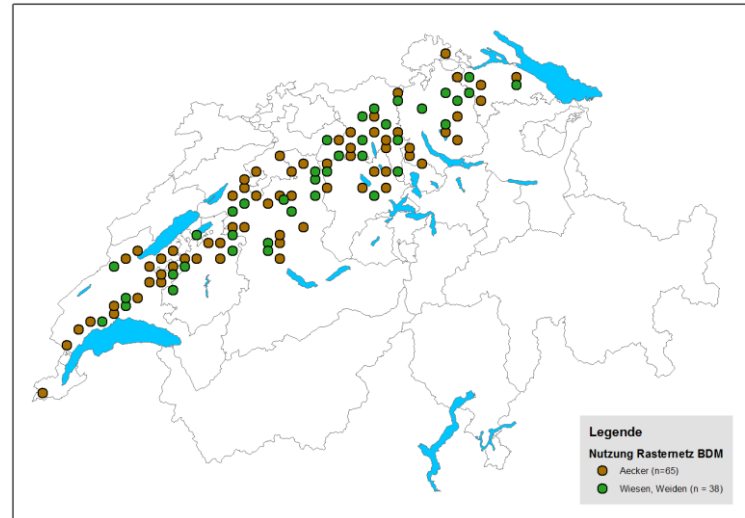 Legende
Nutzung Rasternetz BDM
Aecker (n=65)
Wiesen, Weiden (n = 38)